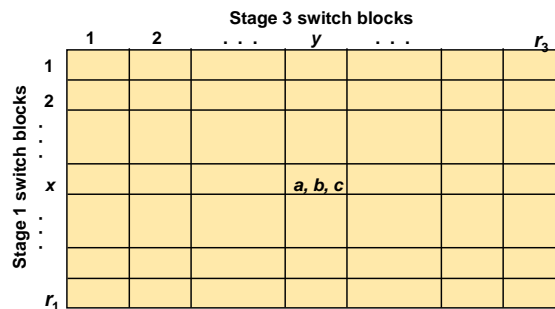 Stage 3 switch blocks
1 2 . . . y . . . r3
Stage 1 switch blocks
1
2
. . .
x a, b, c
. . .
r1